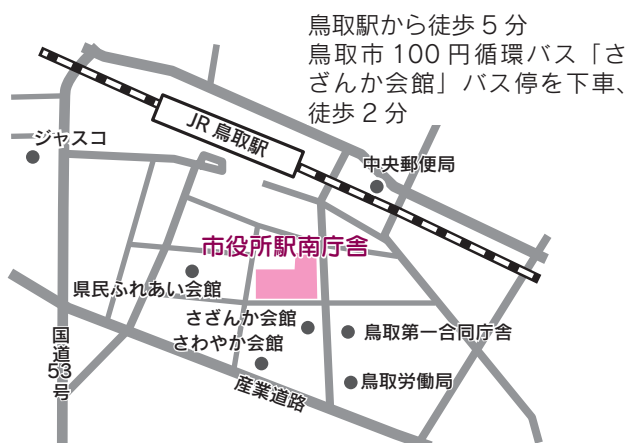 鳥取駅から徒歩５分
鳥取市 100 円循環バス「さ
ざんか会館」バス停を下車、
徒歩２分
ジャスコ
JR 鳥取駅
中央郵便局
市役所駅南庁舎
県民ふれあい会館
さざんか会館
さわやか会館
鳥取第一合同庁舎
国道53号
産業道路
鳥取労働局